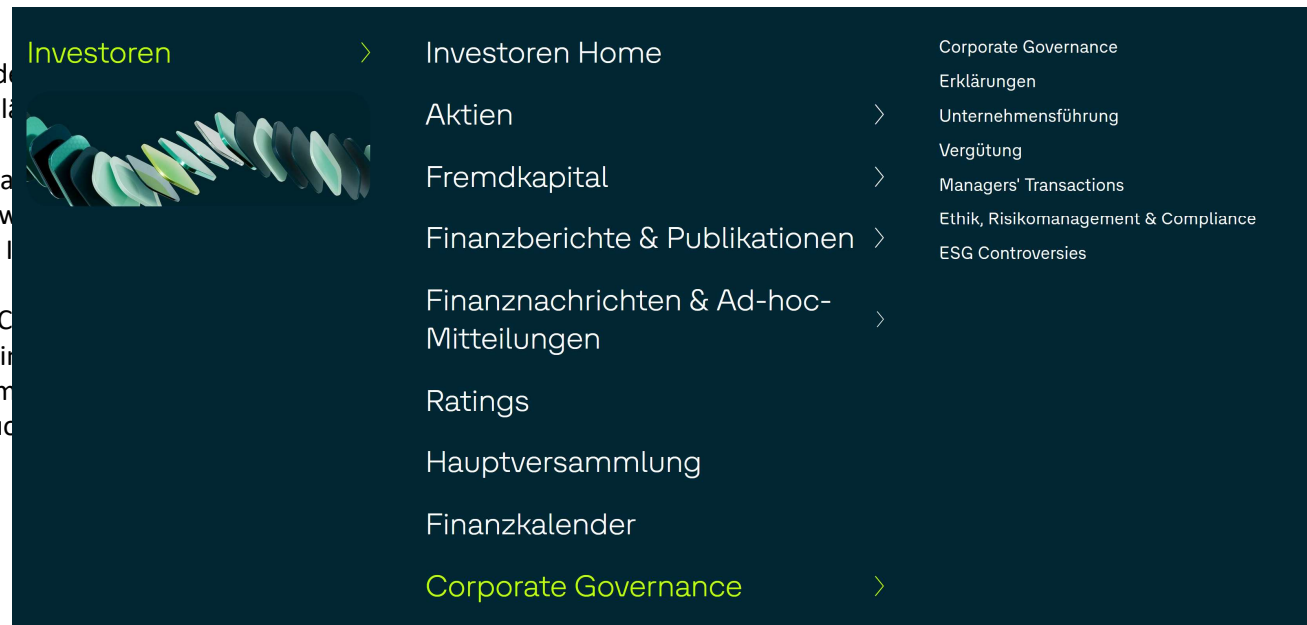 Investoren
Investoren Home
Aktien
Fremdkapital
Finanzberichte & Publikationen
Finanznachrichten & Ad-hoc-
Mitteilungen
Ratings
Hauptversammlung
Finanzkalender
Corporate Governance
Corporate Governance
Erklärungen
Unternehmensführung
Vergütung
Managers' Transactions
Ethik, Risikomanagement & Compliance
ESG Controversies